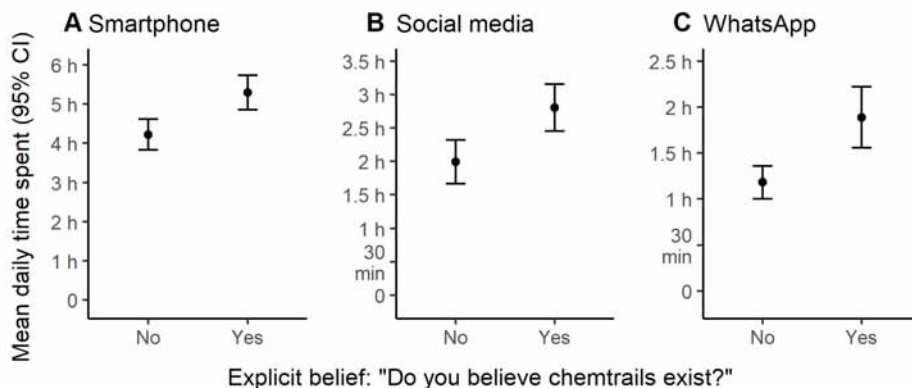 A Smartphone
B Social media
C WhatsApp
Mean daily time spent (95% CI)
6 h
5 h
4 h
3 h
2 h
1 h
0
No
Yes
3.5 h
3 h
2.5 h
2 h
1.5 h
1 h
30
min
0
No
Yes
2.5 h
2 h
1.5 h
1 h
30
min
0
No
Yes
Explicit belief: "Do you believe chemtrails exist?"